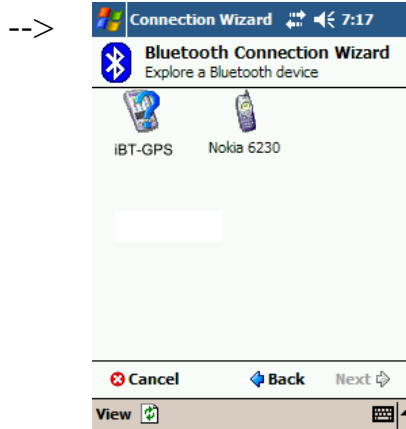 -->
Connection Wizard 7:17
Bluetooth Connection Wizard
Explore a Bluetooth device
iBT-GPS Nokia 6230
Cancel Back Next
View